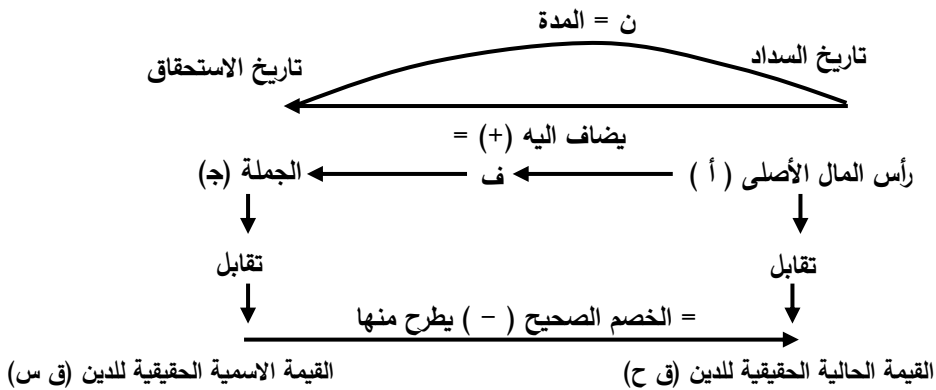 ن = المدة
تاريخ السداد
تاريخ الاستحقاق
يضاف اليه (+) =
رأس المال الأصلى ( أ )
ف
الجملة (ج)
تقابل
تقابل
= الخصم الصحيح ( − ) يطرح منها
القيمة الحالية الحقيقية للدين (ق ح)
القيمة الاسمية الحقيقية للدين (ق س)